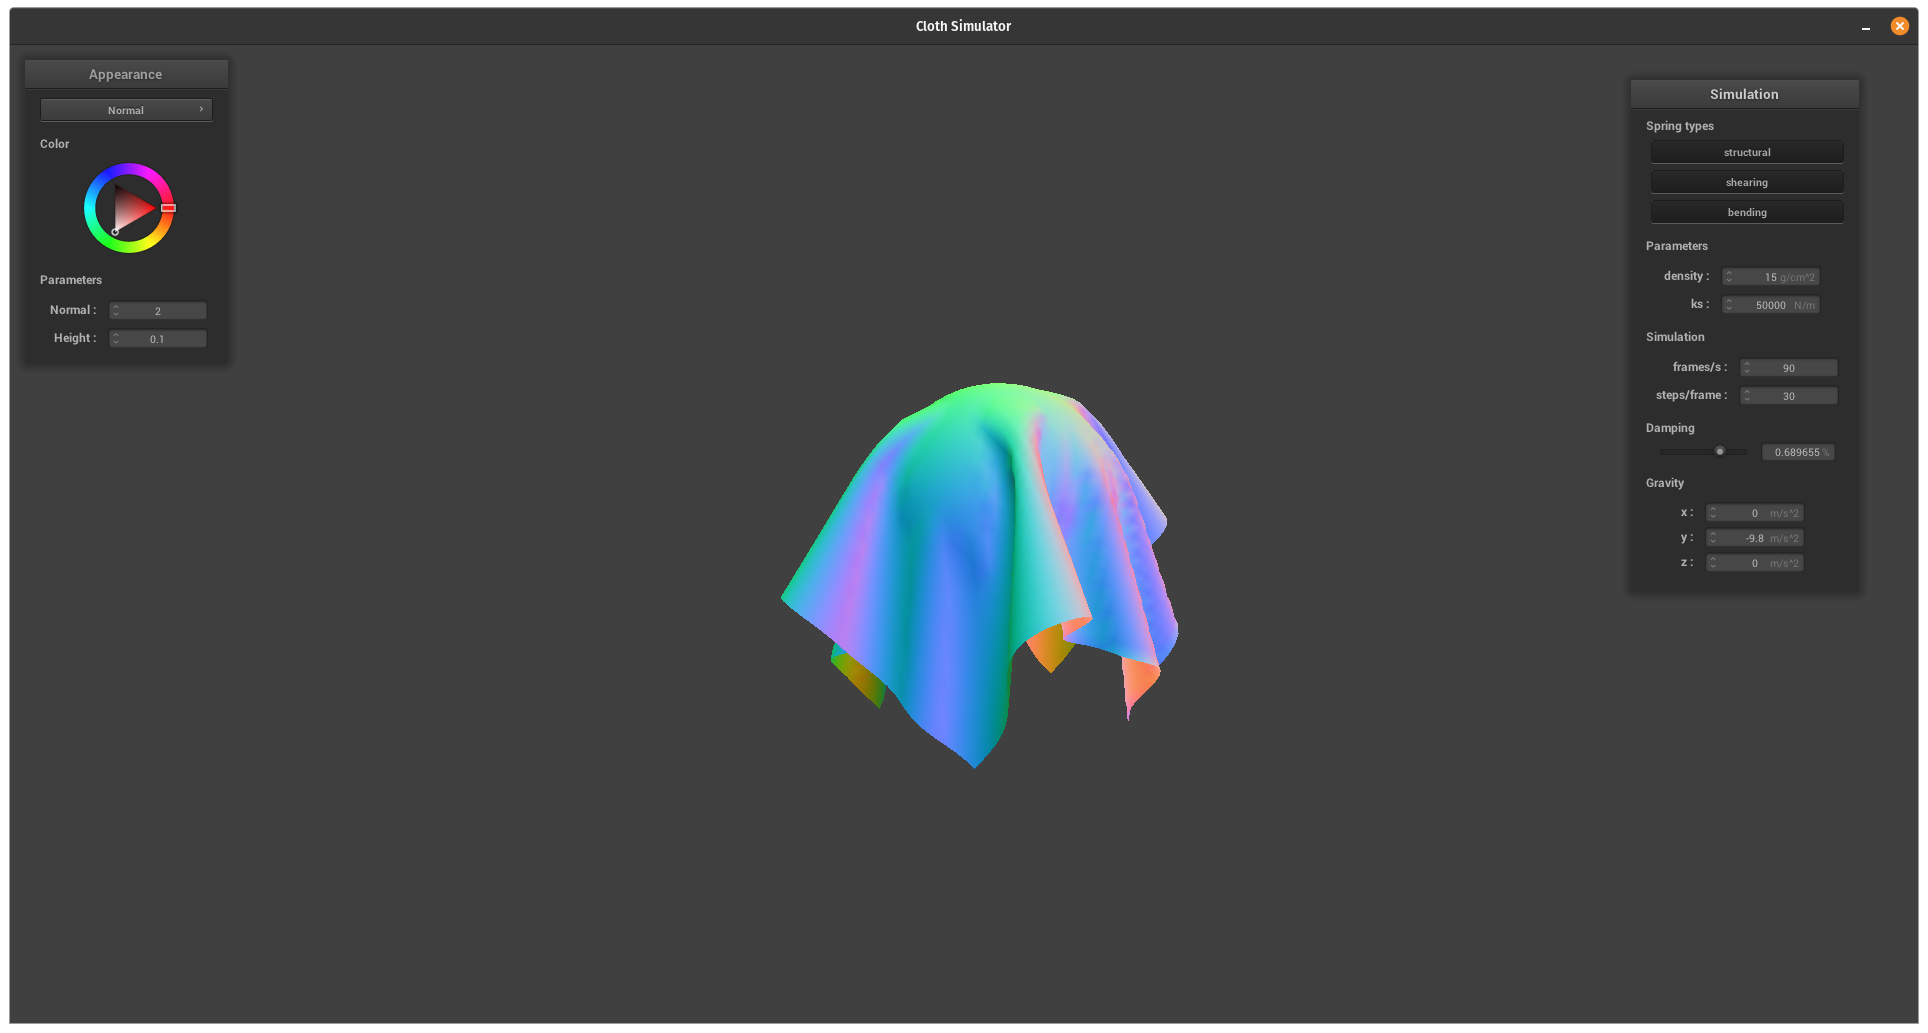 Cloth Simulator
Appearance
Normal
Color
Parameters
Normal : 2
Height : 0.1
Simulation
Spring types
structural
shearing
bending
Parameters
density : 15 g/cm^2
ks : 50000 N/m
Simulation
frames/s : 90
steps/frame : 30
Damping
0.689655 %
Gravity
x : 0 m/s^2
y : -9.8 m/s^2
z : 0 m/s^2